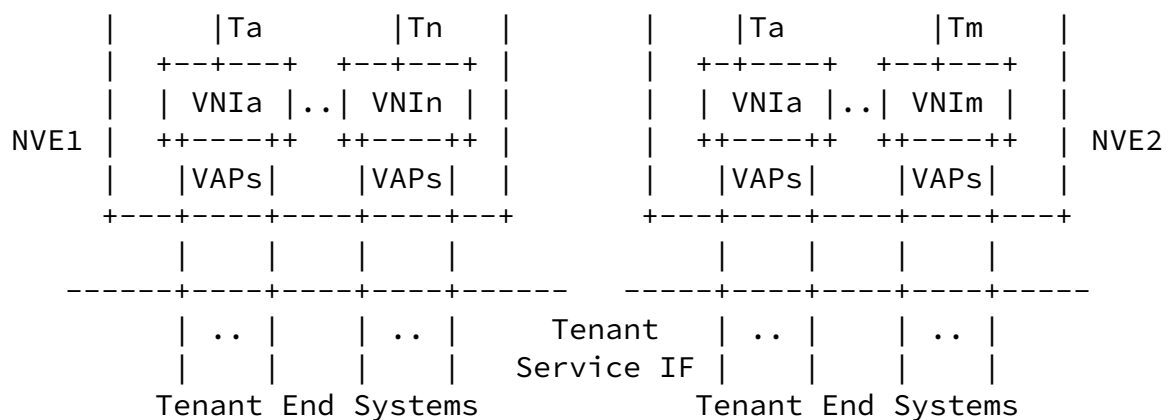 |        |Ta         |Tn   |           |     |Ta         |Tm     |
|   +--+---+   +--+---+ |           |   +-+----+   +--+---+   |
|   | VNIa |..| VNIn |  |           |   | VNIa |..| VNIm |    |
NVE1 |   ++----++   ++----++ |           |   ++----++   ++----++  | NVE2
|    |VAPs|     |VAPs|  |           |    |VAPs|     |VAPs|    |
+---+----+----+----+--+           +---+----+----+----+---+
|    |    |    |                      |    |    |    |
------+----+----+----+------   -----+----+----+----+-----
| .. |    | .. |     Tenant     | .. |    | .. |
|    |    |    |   Service IF |    |    |    |
Tenant End Systems            Tenant End Systems